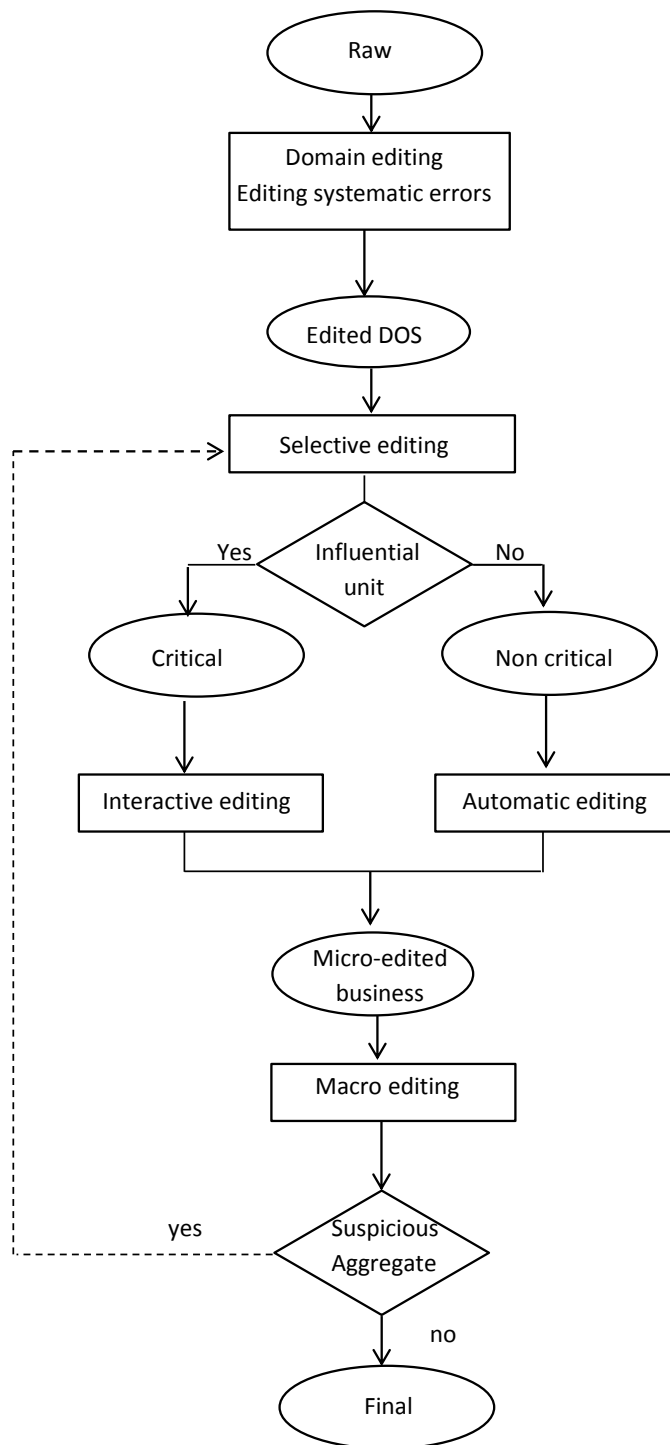 Raw
Domain editing
Editing systematic errors
Edited DOS
Selective editing
Yes
Influential
unit
No
Critical
Non critical
Interactive editing
Automatic editing
Micro-edited
business
Macro editing
yes
Suspicious
Aggregate
no
Final